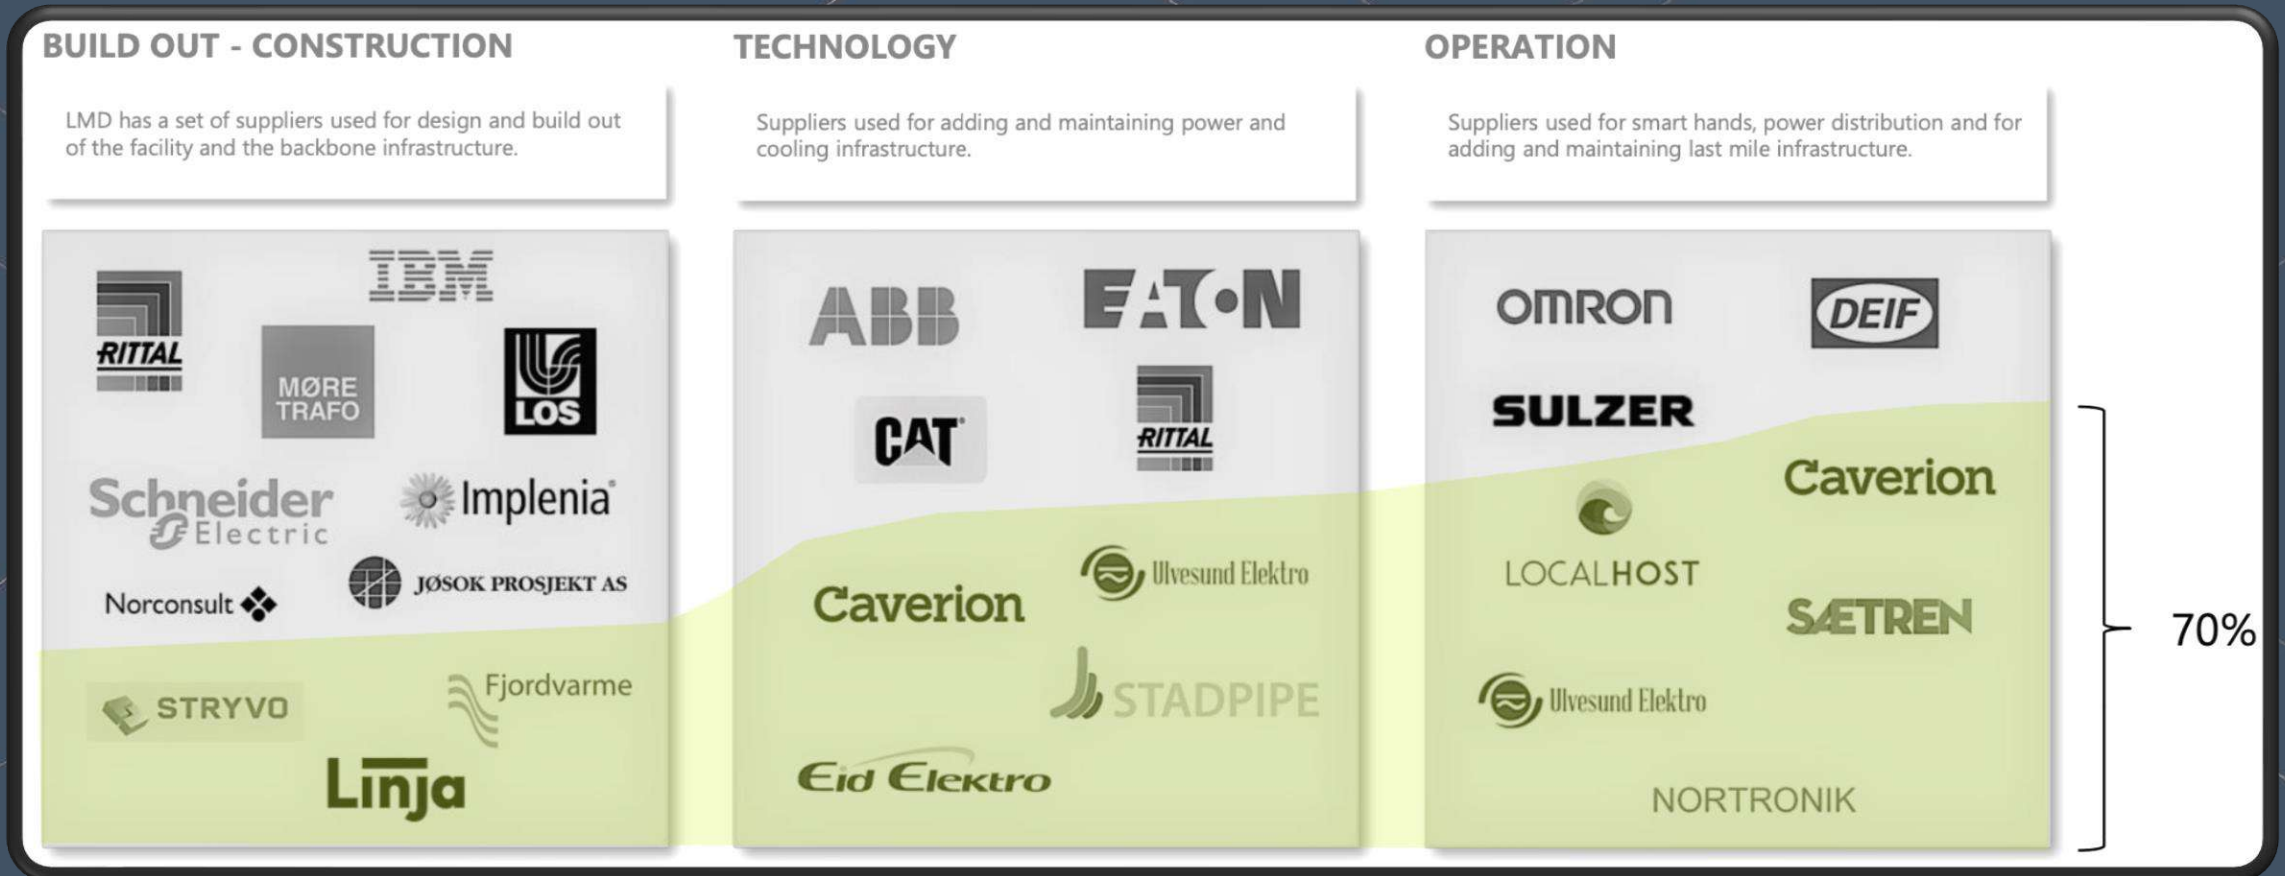 BUILD OUT - CONSTRUCTION
LMD has a set of suppliers used for design and build out
of the facility and the backbone infrastructure.
RITTAL
IBM
MØRE
TRAFO
LOS
Schneider
Electric
Implenia®
Norconsult
JØSOK PROSJEKT AS
STRYVO
Fjordvarme
Linja
TECHNOLOGY
Suppliers used for adding and maintaining power and
cooling infrastructure.
ABB
EATON
CAT®
RITTAL
Caverion
Ulvesund Elektro
STADPIPE
Eid Elektro
OPERATION
Suppliers used for smart hands, power distribution and for
adding and maintaining last mile infrastructure.
OMRON
DEIF
SULZER
Caverion
LOCALHOST
SÆTREN
Ulvesund Elektro
NORTRONIK
70%